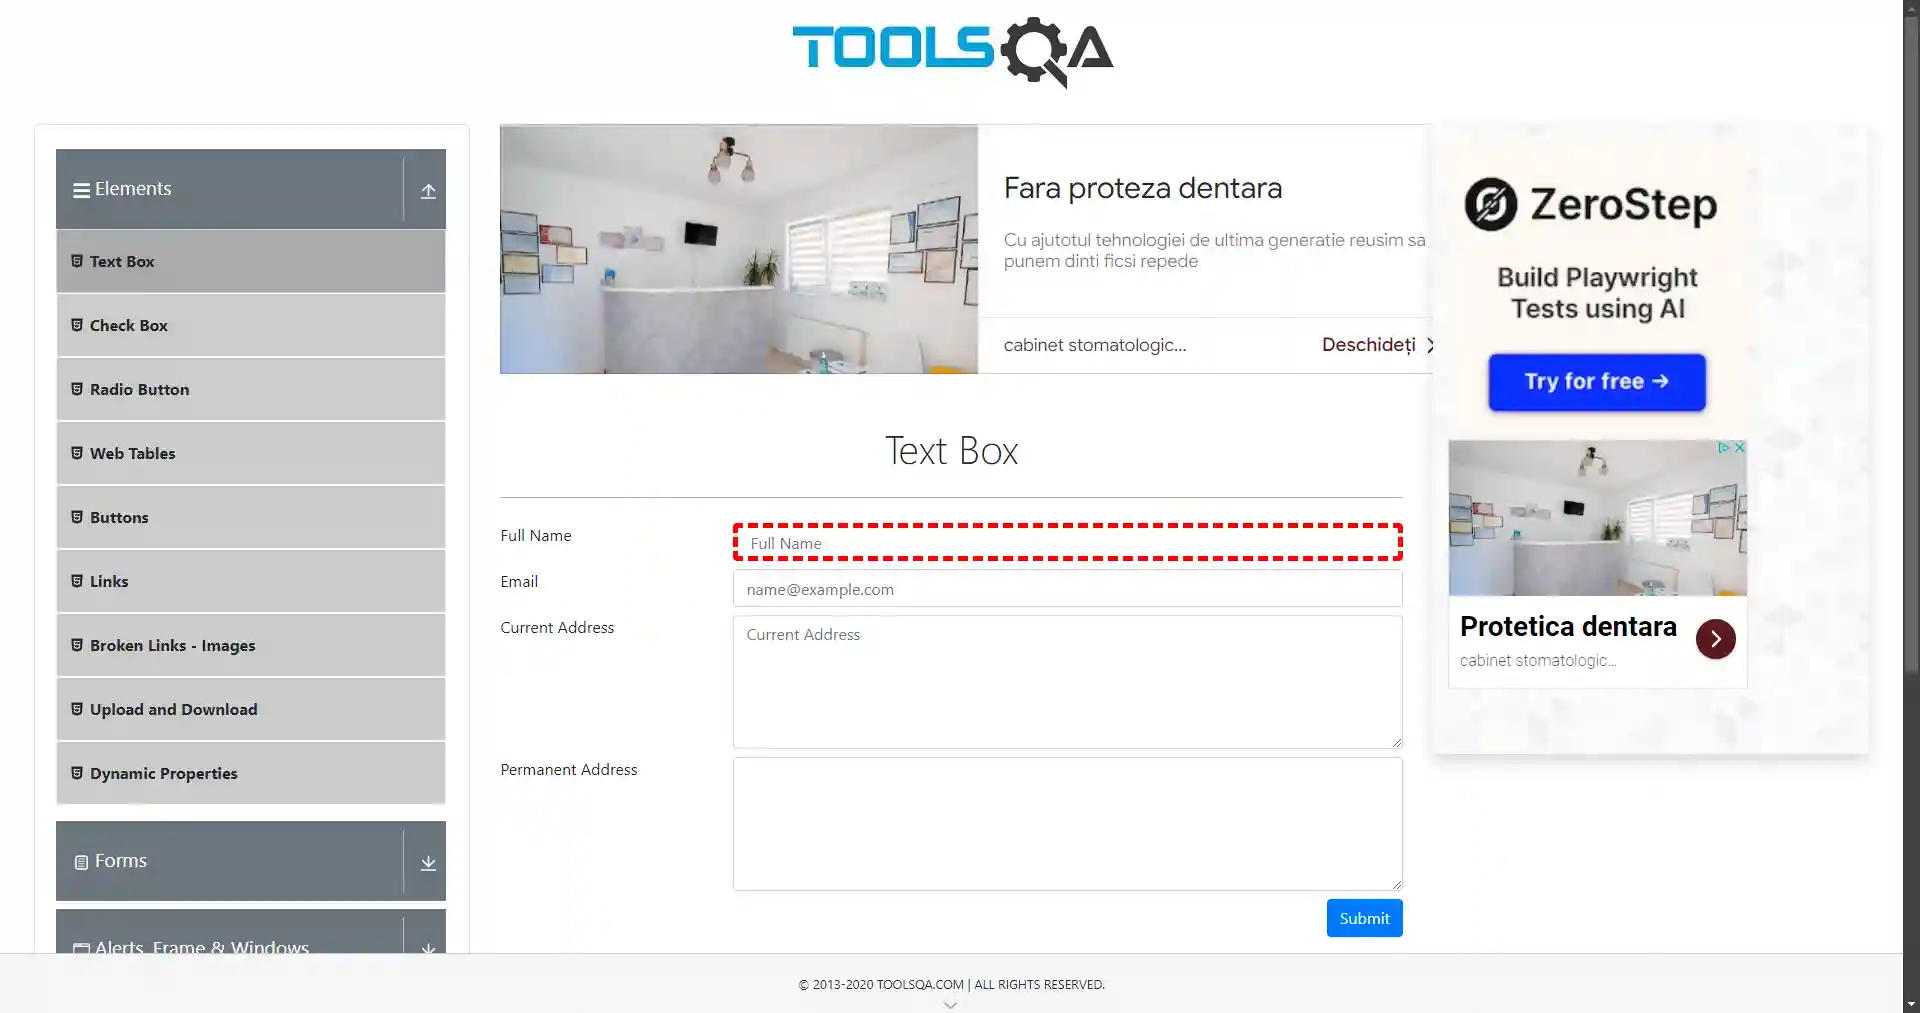 TOOLSQA
Elements
Text Box
Check Box
Radio Button
Web Tables
Buttons
Links
Broken Links - Images
Upload and Download
Dynamic Properties
Forms
Alerts, Frame & Windows
Fara proteza dentara
Cu ajutotul tehnologiei de ultima generatie reusim sa
punem dinti ficsi repede
cabinet stomatologic...
Deschideți
Text Box
Full Name
Full Name
Email
name@example.com
Current Address
Current Address
Permanent Address
Submit
ZeroStep
Build Playwright
Tests using AI
Try for free →
Protetica dentara
cabinet stomatologic...
© 2013-2020 TOOLSQA.COM | ALL RIGHTS RESERVED.